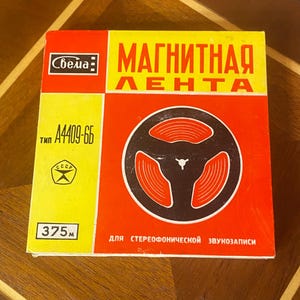 Свема
МАГНИТНАЯ
ЛЕНТА
тип А4409-6Б
СССР
375м
ДЛЯ СТЕРЕОФОНИЧЕСКОЙ ЗВУКОЗАПИСИ